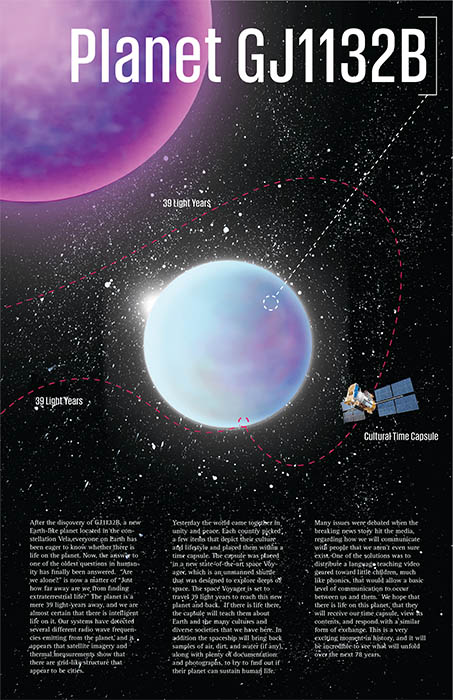 Planet GJ1132B
39 Light Years
39 Light Years
Cultural Time Capsule
After the discovery of GJ1132B, a new
Earth-like planet located in the con-
stellation Vela,everyone on Earth has
been eager to know whether there is
life on the planet. Now, the answer to
one of the oldest questions in human-
ity has finally been answered. "Are
we alone?" is now a matter of "Just
how far away are we from finding
extraterrestrial life?" The planet is a
mere 39 light-years away, and we are
almost certain that there is intelligent
life on it. Our systems have detected
several different radio wave frequen-
cies emitting from the planet, and it
appears that satellite imagery and
thermal measurements show that
there are grid-like structure that
appear to be cities.
Yesterday the world came together in
unity and peace. Each country picked
a few items that depict their culture
and lifestyle and played them within a
time capsule. The capsule was placed
in a new state-of-the-art space Voy-
ager, which is an unmanned shuttle
that was designed to explore deep in
space. The space Voyager is set to
travel 39 light years to reach this new
planet and back. If there is life there,
the capsule will teach them about
Earth and the many cultures and
diverse societies that we have here. In
addition the spaceship will bring back
samples of air, dirt, and water (if any),
along with plenty of documentation
and photographs, to try to find out if
their planet can sustain human life.
Many issues were debated when the
breaking news story hit the media,
regarding how we will communicate
with people that we aren't even sure
exist. One of the solutions was to
distribute a language teaching video
geared toward little children, much
like phonics, that would allow a basic
level of communication to occur
between us and them. We hope that
there is life on this planet, that they
will receive our time capsule, view its
contents, and respond with a similar
form of exchange. This is a very
exciting moment in history, and it will
be incredible to see what will unfold
over the next 78 years.